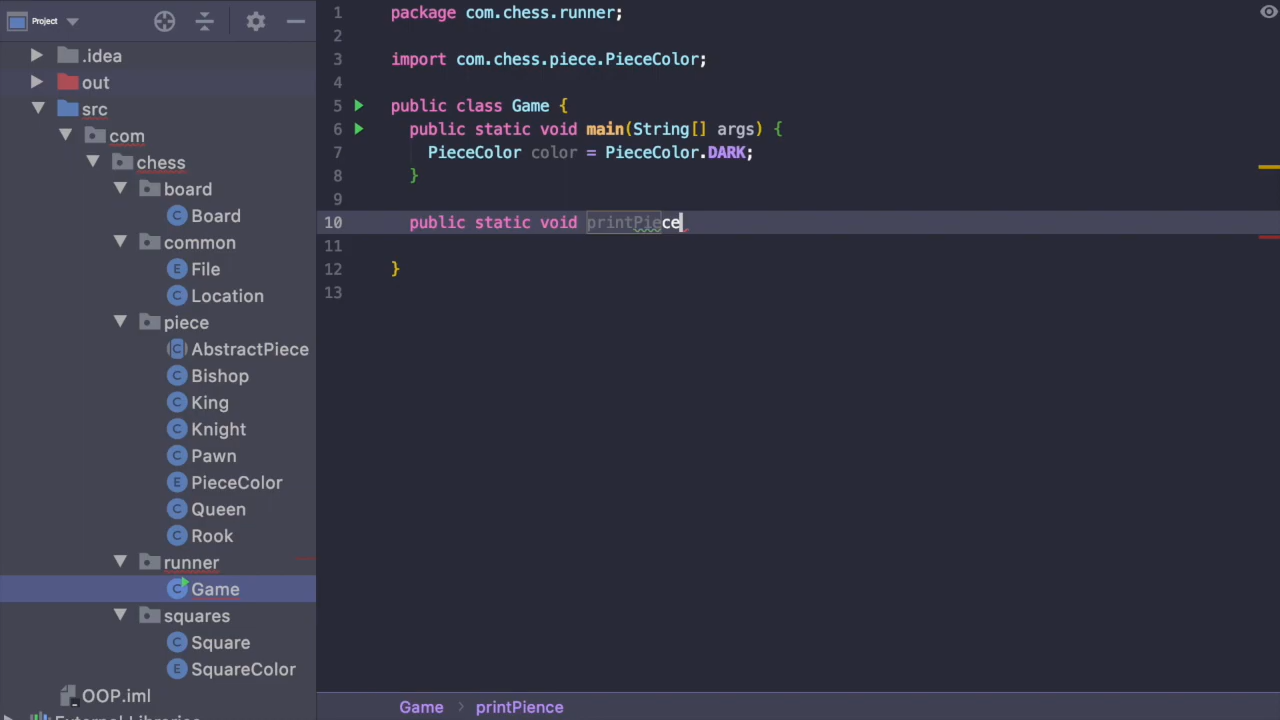 Project
.idea
out
src
com
chess
board
Board
common
File
Location
piece
AbstractPiece
Bishop
King
Knight
Pawn
PieceColor
Queen
Rook
runner
Game
squares
Square
SquareColor
OOP.iml
External Libraries
1 package com.chess.runner;
2
3 import com.chess.piece.PieceColor;
4
5 public class Game {
6 public static void main(String[] args) {
7 PieceColor color = PieceColor.DARK;
8 }
9
10 public static void printPiece
11
12 }
13
Game > printPience